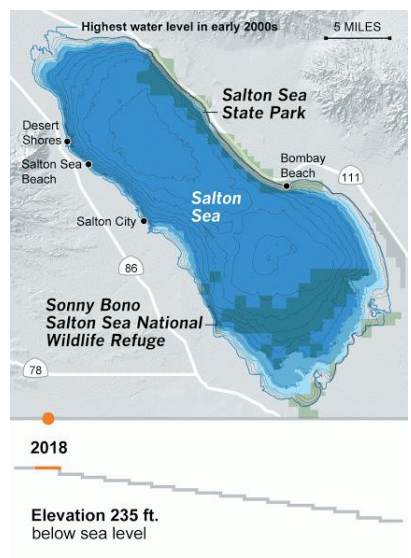 Highest water level in early 2000s
5 MILES
Salton Sea
State Park
Desert
Shores
Bombay
Beach
Salton Sea
Beach
111
Salton
Sea
Salton City
86
Sonny Bono
Salton Sea National
Wildlife Refuge
78
2018
Elevation 235 ft.
below sea level